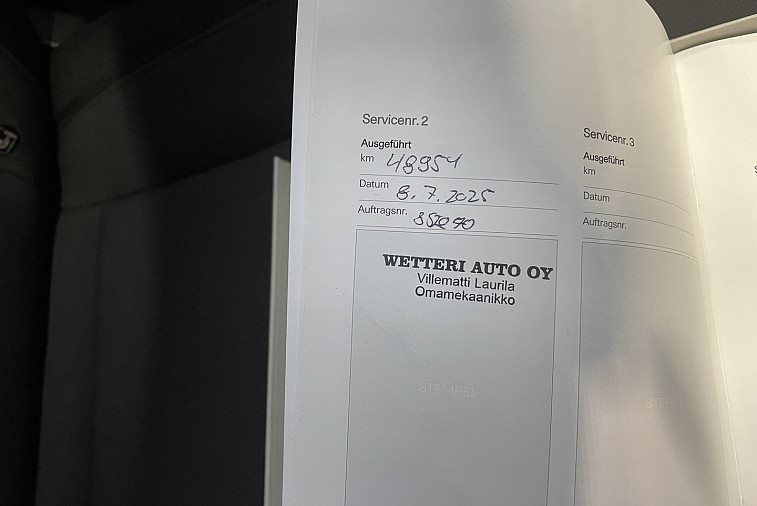 Servicenr. 2
Ausgeführt
km 48954
Datum 8.7.2025
Auftragsnr.
WETTERI AUTO OY
Villematti Laurila
Omamekaanikko
STEMPEL
Servicenr. 3
Ausgeführt
km
Datum
Auftragsnr.